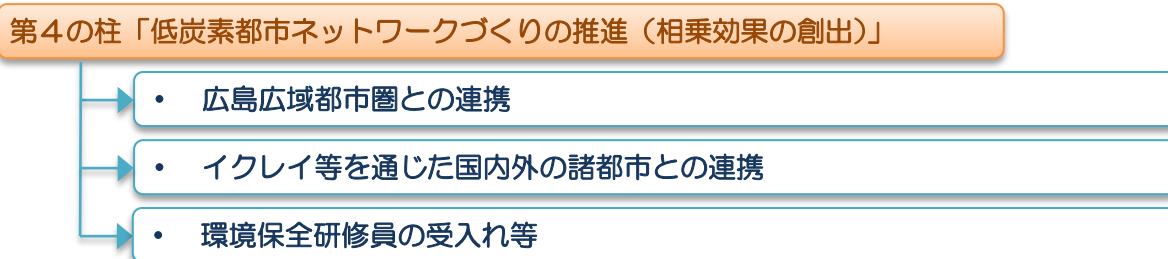 第４の柱「低炭素都市ネットワークづくりの推進（相乗効果の創出）」
• 広島広域都市圏との連携
• イクレイ等を通じた国内外の諸都市との連携
• 環境保全研修員の受入れ等